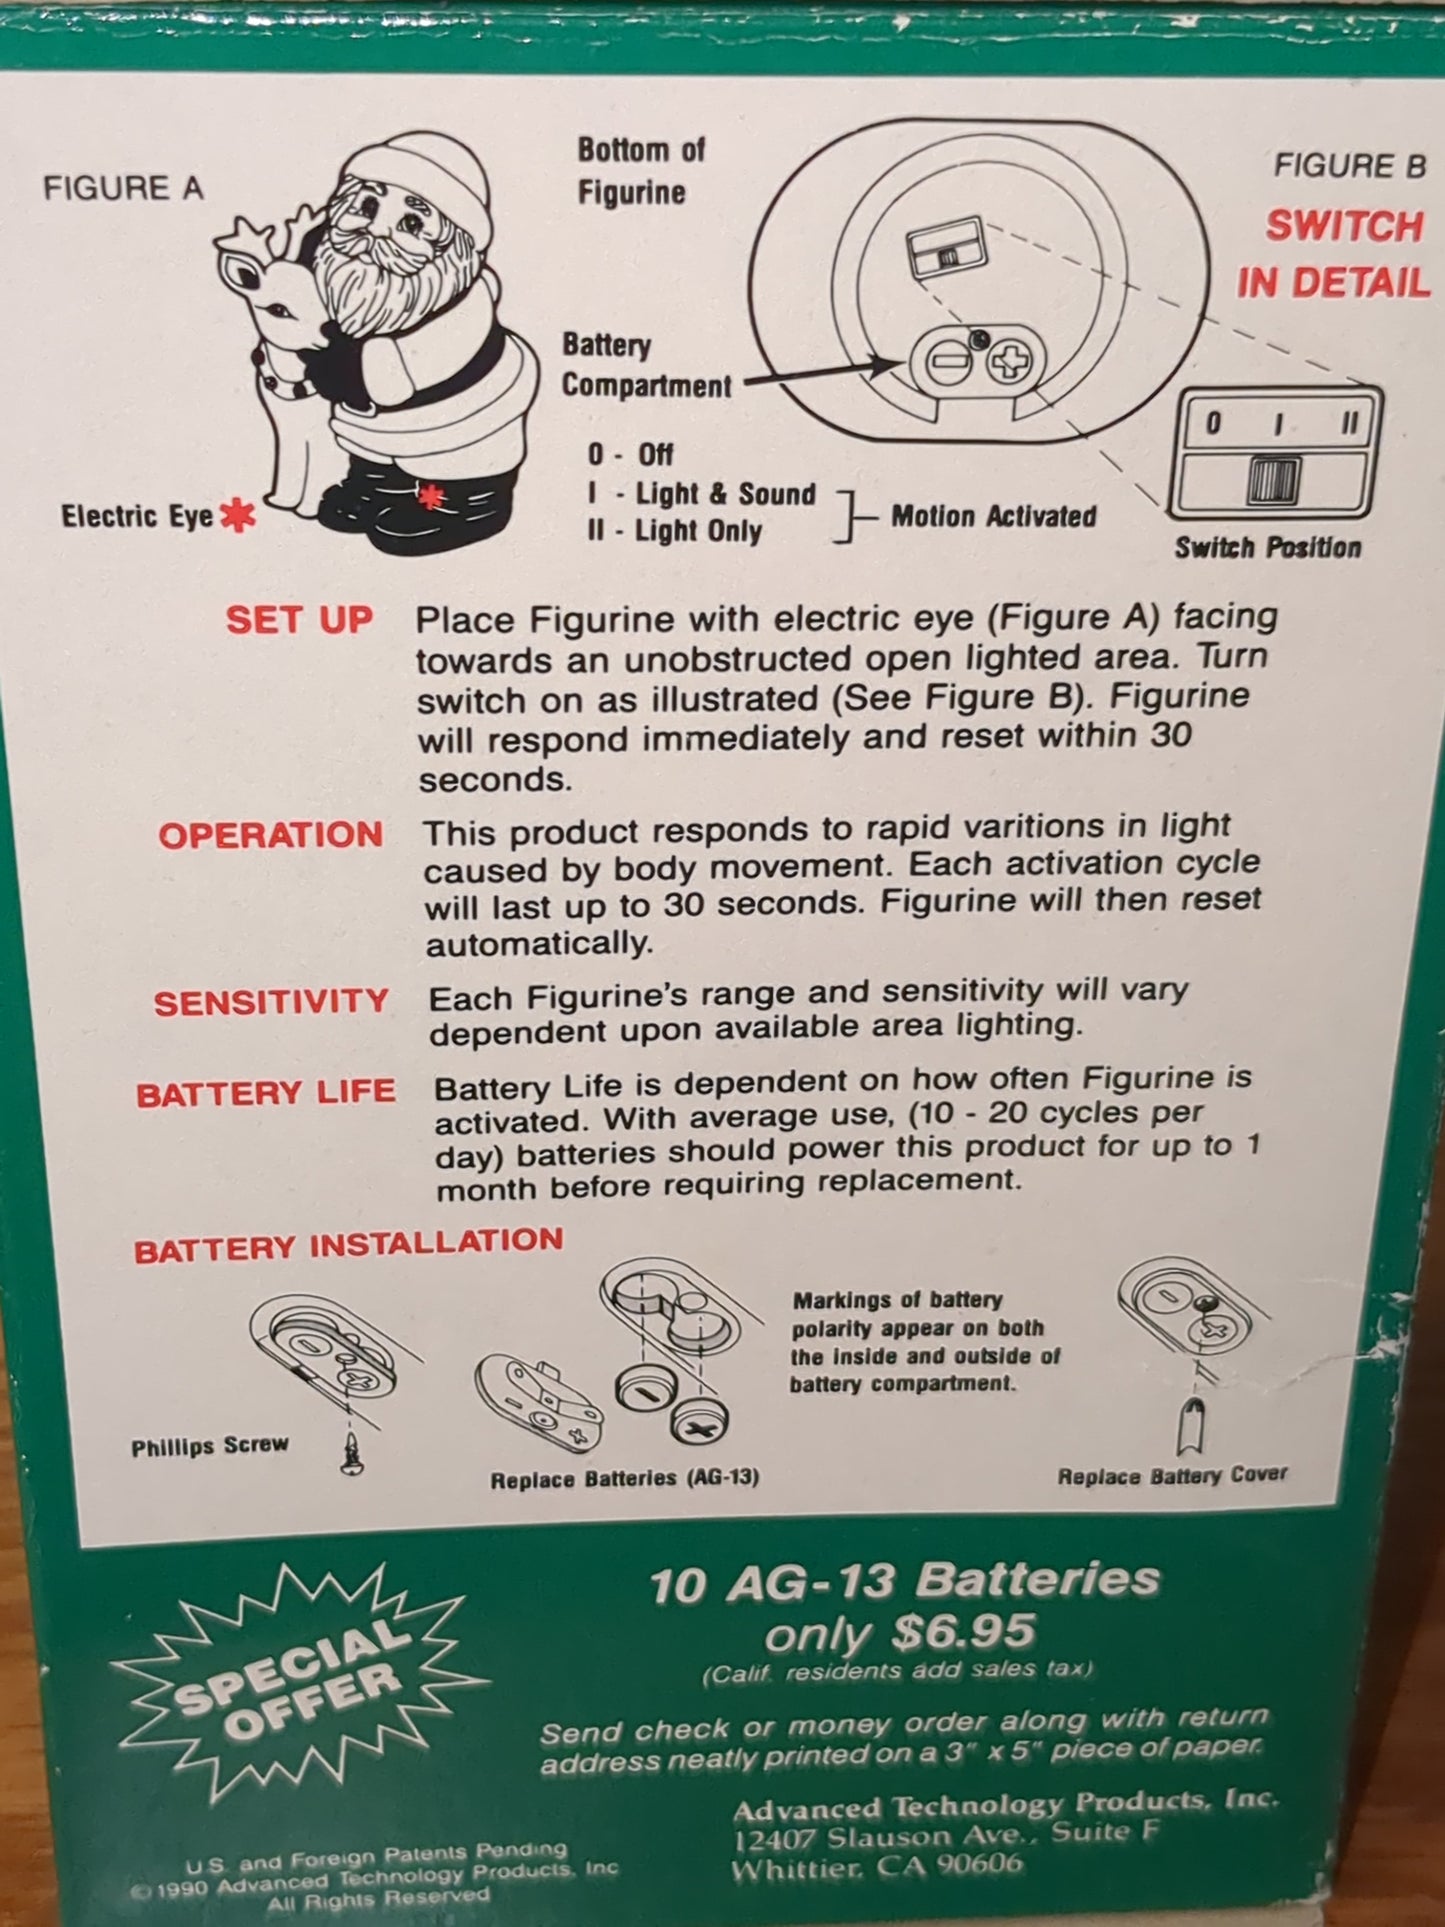 FIGURE A
Bottom of
Figurine
FIGURE B
SWITCH
IN DETAIL
Battery
Compartment
0 I II
0 - Off
I - Light & Sound
II - Light Only
Motion Activated
Electric Eye *
Switch Position
SET UP
Place Figurine with electric eye (Figure A) facing
towards an unobstructed open lighted area. Turn
switch on as illustrated (See Figure B). Figurine
will respond immediately and reset within 30
seconds.
OPERATION
This product responds to rapid varitions in light
caused by body movement. Each activation cycle
will last up to 30 seconds. Figurine will then reset
automatically.
SENSITIVITY
Each Figurine's range and sensitivity will vary
dependent upon available area lighting.
BATTERY LIFE
Battery Life is dependent on how often Figurine is
activated. With average use, (10 - 20 cycles per
day) batteries should power this product for up to 1
month before requiring replacement.
BATTERY INSTALLATION
Markings of battery
polarity appear on both
the inside and outside of
battery compartment.
Phillips Screw
Replace Batteries (AG-13)
Replace Battery Cover
SPECIAL
OFFER
10 AG-13 Batteries
only $6.95
(Calif. residents add sales tax)
Send check or money order along with return
address neatly printed on a 3" x 5" piece of paper.
Advanced Technology Products, Inc.
12407 Slauson Ave., Suite F
Whittier, CA 90606
U.S. and Foreign Patents Pending
© 1990 Advanced Technology Products, Inc
All Rights Reserved